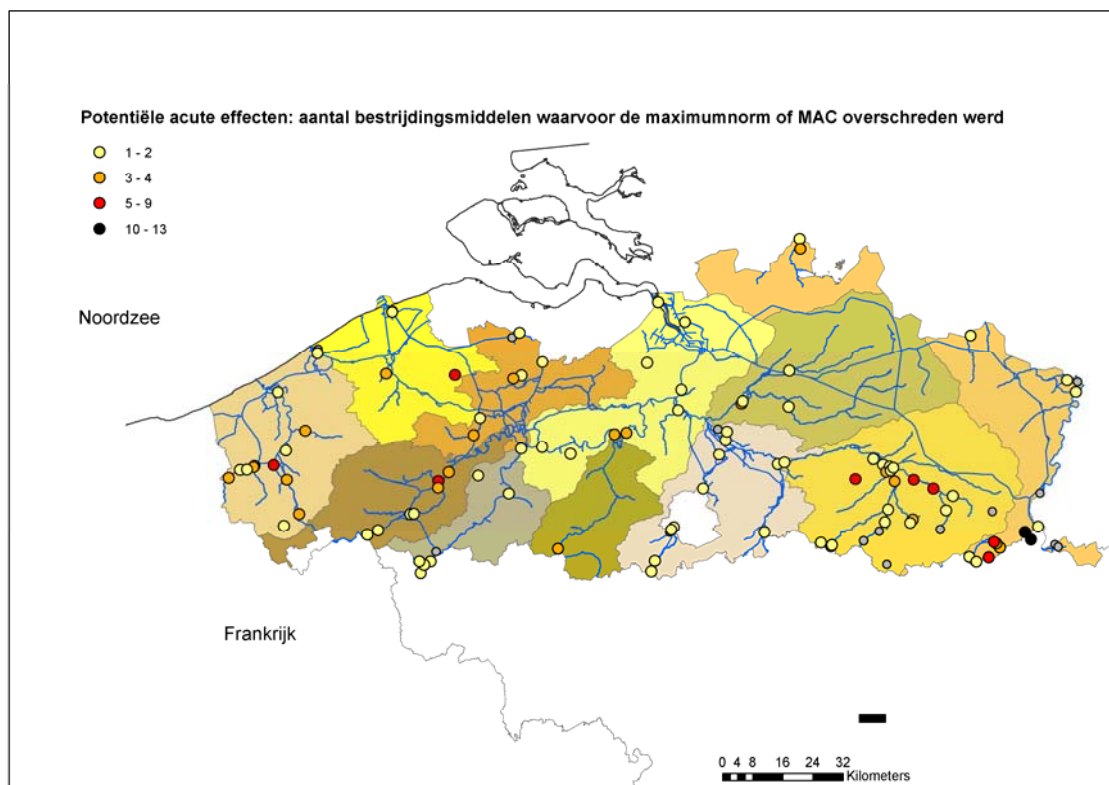 Potentiële acute effecten: aantal bestrijdingsmiddelen waarvoor de maximumnorm of MAC overschreden werd
1 - 2
3 - 4
5 - 9
10 - 13
Noordzee
Frankrijk
0 4 8 16 24 32
Kilometers